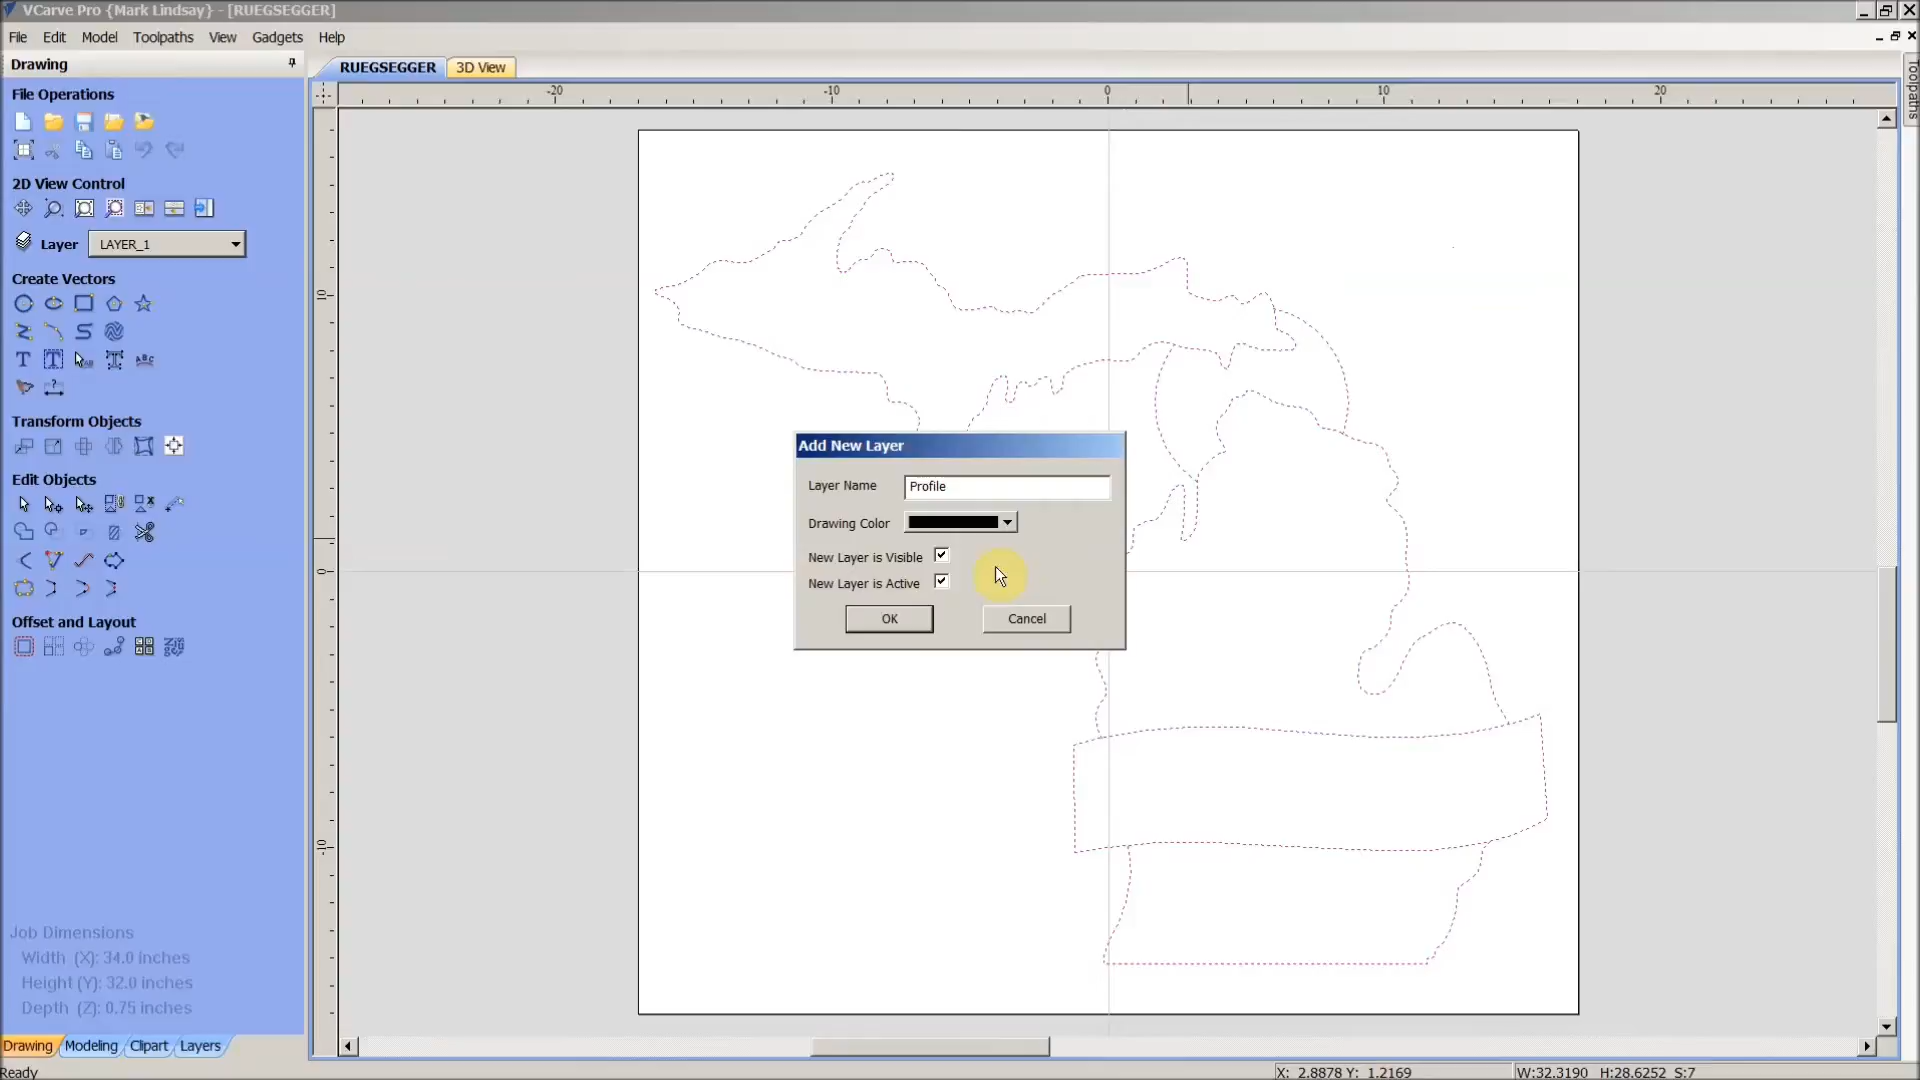 VCarve Pro {Mark Lindsay} - [RUEGSEGGER]
File Edit Model Toolpaths View Gadgets Help
Drawing
RUEGSEGGER 3D View
Toolpaths
File Operations
-20 -10 0 10 20
2D View Control
Layer LAYER_1
Create Vectors
10
Transform Objects
Add New Layer
Edit Objects
Layer Name Profile
Drawing Color
New Layer is Visible
0
New Layer is Active
OK Cancel
Offset and Layout
-10
Job Dimensions
Width (X): 34.0 inches
Height (Y): 32.0 inches
Depth (Z): 0.75 inches
Drawing Modeling Clipart Layers
Ready
X: 2.8878 Y: 1.2169 W:32.3190 H:28.6252 S:7